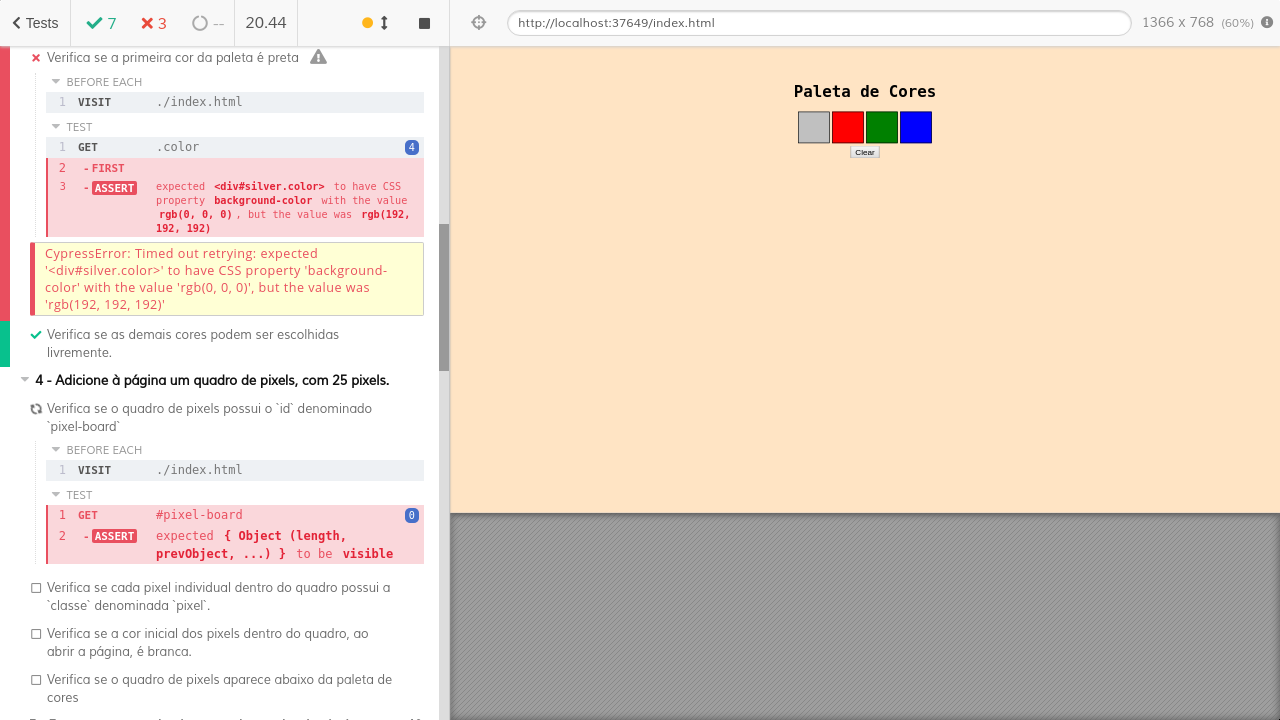 Tests
7
3
--
20.44
http://localhost:37649/index.html
1366 x 768 (60%)
Verifica se a primeira cor da paleta é preta
BEFORE EACH
1 VISIT ./index.html
TEST
1 GET .color 4
2 - FIRST
3 - ASSERT expected <div#silver.color> to have CSS
property background-color with the value
rgb(0, 0, 0), but the value was rgb(192,
192, 192)
CypressError: Timed out retrying: expected
'<div#silver.color>' to have CSS property 'background-
color' with the value 'rgb(0, 0, 0)', but the value was
'rgb(192, 192, 192)'
Verifica se as demais cores podem ser escolhidas
livremente.
4 - Adicione à página um quadro de pixels, com 25 pixels.
Verifica se o quadro de pixels possui o `id` denominado
`pixel-board`
BEFORE EACH
1 VISIT ./index.html
TEST
1 GET #pixel-board 0
2 - ASSERT expected { Object (length,
prevObject, ...) } to be visible
Verifica se cada pixel individual dentro do quadro possui a
`classe` denominada `pixel`.
Verifica se a cor inicial dos pixels dentro do quadro, ao
abrir a página, é branca.
Verifica se o quadro de pixels aparece abaixo da paleta de
cores
Paleta de Cores
Clear